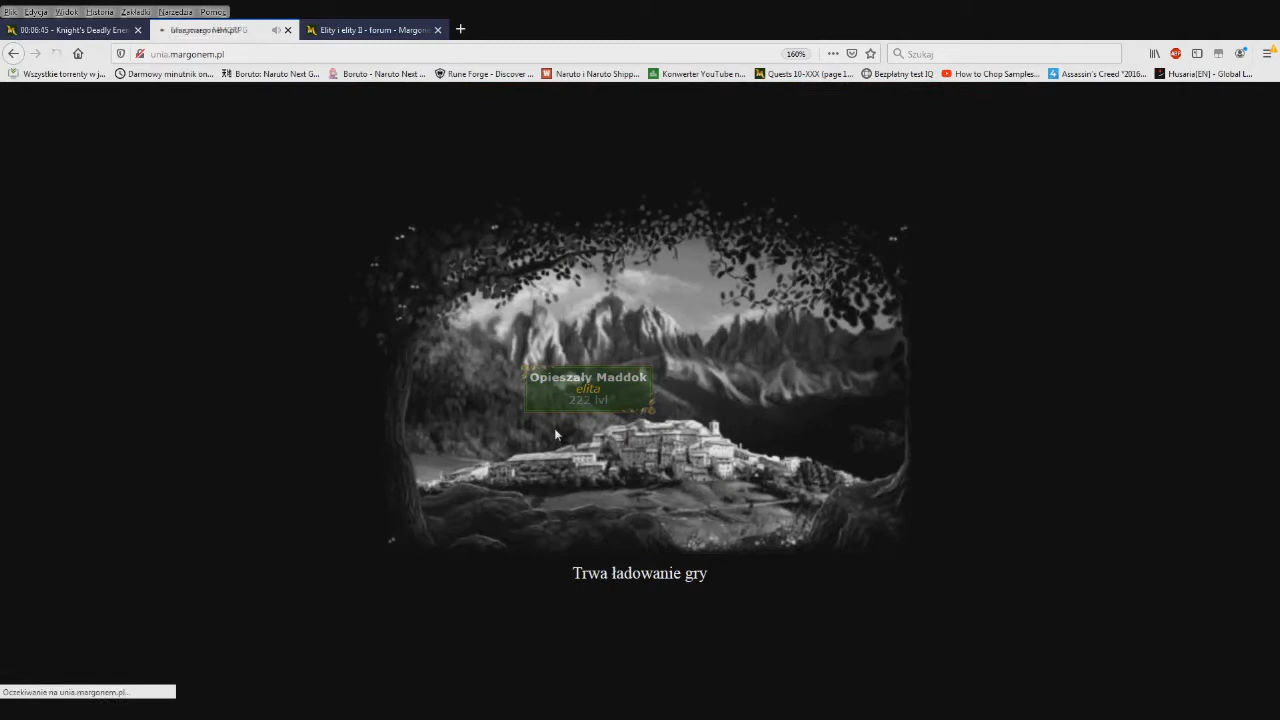 Plik Edycja Widok Historia Zakładki Narzędzia Pomoc
00:06:45 - Knight's Deadly Ene
Elity i elity II - forum - Margone
unia.margonem.pl
160%
Szukaj
Wszystkie torrenty w j...
Darmowy minutnik on...
Boruto: Naruto Next G...
Boruto - Naruto Next ...
Rune Forge - Discover ...
Naruto i Naruto Shipp...
Konwerter YouTube n...
Quests 10-XXX (page 1...
Bezpłatny test IQ
How to Chop Samples...
Assassin's Creed °2016...
Husaria[EN] - Global L...
Opieszały Maddok
elita
222 lvl
Trwa ładowanie gry
Oczekiwanie na unia.margonem.pl...